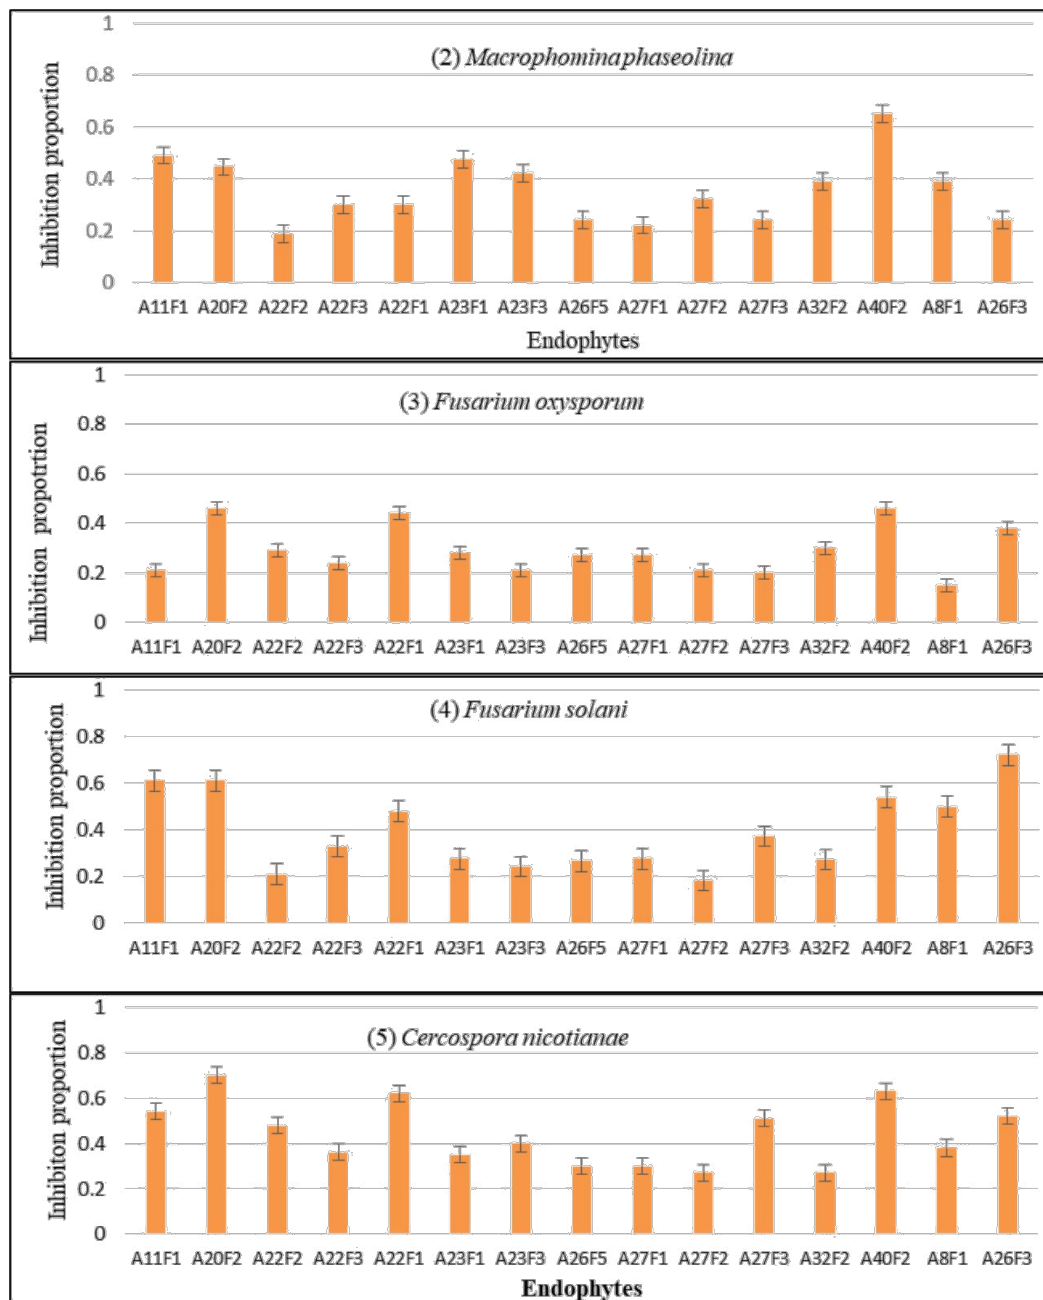 (2) Macrophomina phaseolina
Inhibition proportion
1
0.8
0.6
0.4
0.2
0
A11F1 A20F2 A22F2 A22F3 A22F1 A23F1 A23F3 A26F5 A27F1 A27F2 A27F3 A32F2 A40F2 A8F1 A26F3
Endophytes
(3) Fusarium oxysporum
Inhibition propotrtion
1
0.8
0.6
0.4
0.2
0
A11F1 A20F2 A22F2 A22F3 A22F1 A23F1 A23F3 A26F5 A27F1 A27F2 A27F3 A32F2 A40F2 A8F1 A26F3
(4) Fusarium solani
Inhibition proportion
1
0.8
0.6
0.4
0.2
0
A11F1 A20F2 A22F2 A22F3 A22F1 A23F1 A23F3 A26F5 A27F1 A27F2 A27F3 A32F2 A40F2 A8F1 A26F3
(5) Cercospora nicotianae
Inhibiton proportion
1
0.8
0.6
0.4
0.2
0
A11F1 A20F2 A22F2 A22F3 A22F1 A23F1 A23F3 A26F5 A27F1 A27F2 A27F3 A32F2 A40F2 A8F1 A26F3
Endophytes